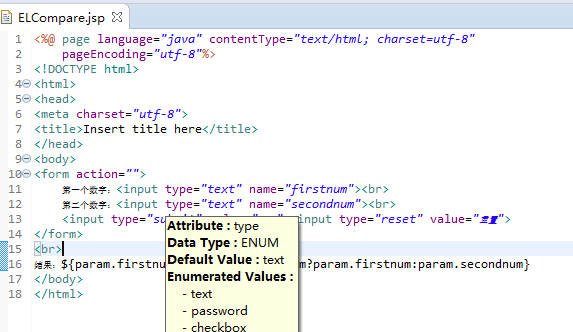 ELCompare.jsp
1 <%@ page language="java" contentType="text/html; charset=utf-8"
2 pageEncoding="utf-8"%>
3 <!DOCTYPE html>
4 <html>
5 <head>
6 <meta charset="utf-8">
7 <title>Insert title here</title>
8 </head>
9 <body>
10 <form action="">
11 第一个数字：<input type="text" name="firstnum"><br>
12 第二个数字：<input type="text" name="secondnum"><br>
13 <input type="su input type="reset" value="重置">
14 </form>
15 <br>
16 结果：${param.firstnu m?param.firstnum:param.secondnum}
17 </body>
18 </html>
Attribute : type
Data Type : ENUM
Default Value : text
Enumerated Values :
- text
- password
- checkbox